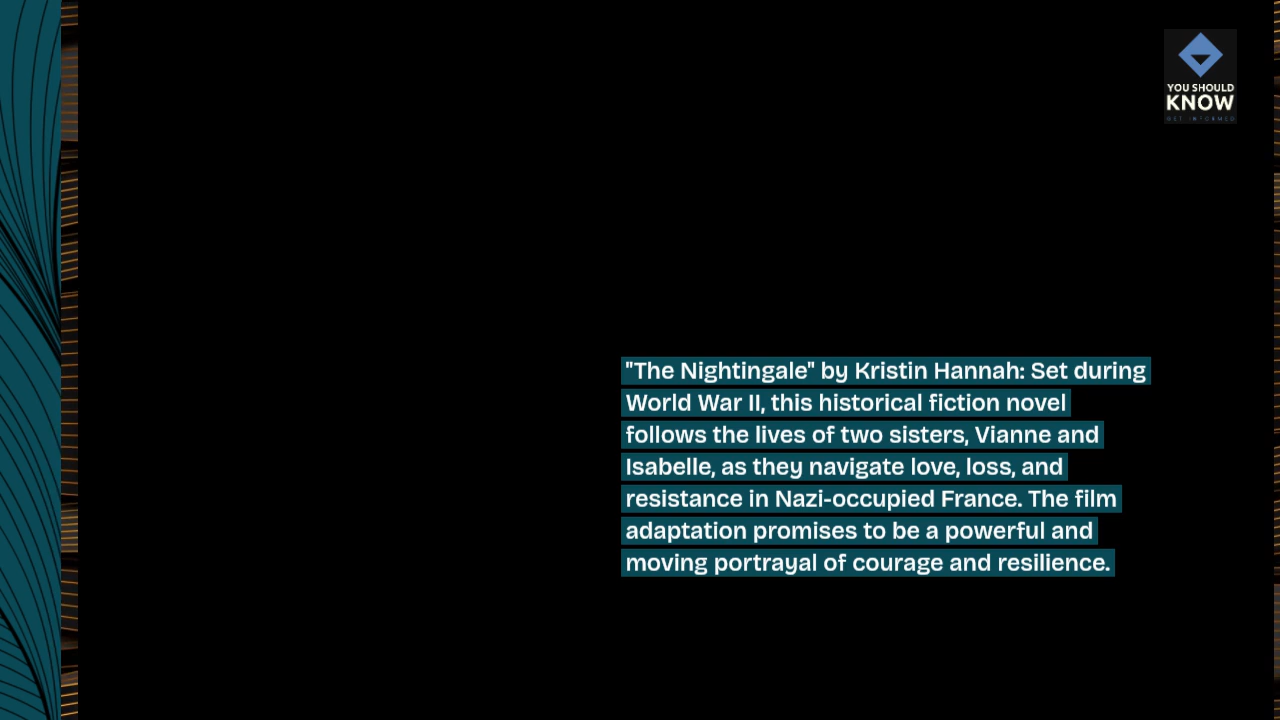 YOU SHOULD
KNOW
GET INFORMED
"The Nightingale" by Kristin Hannah: Set during
World War II, this historical fiction novel
follows the lives of two sisters, Vianne and
Isabelle, as they navigate love, loss, and
resistance in Nazi-occupied France. The film
adaptation promises to be a powerful and
moving portrayal of courage and resilience.